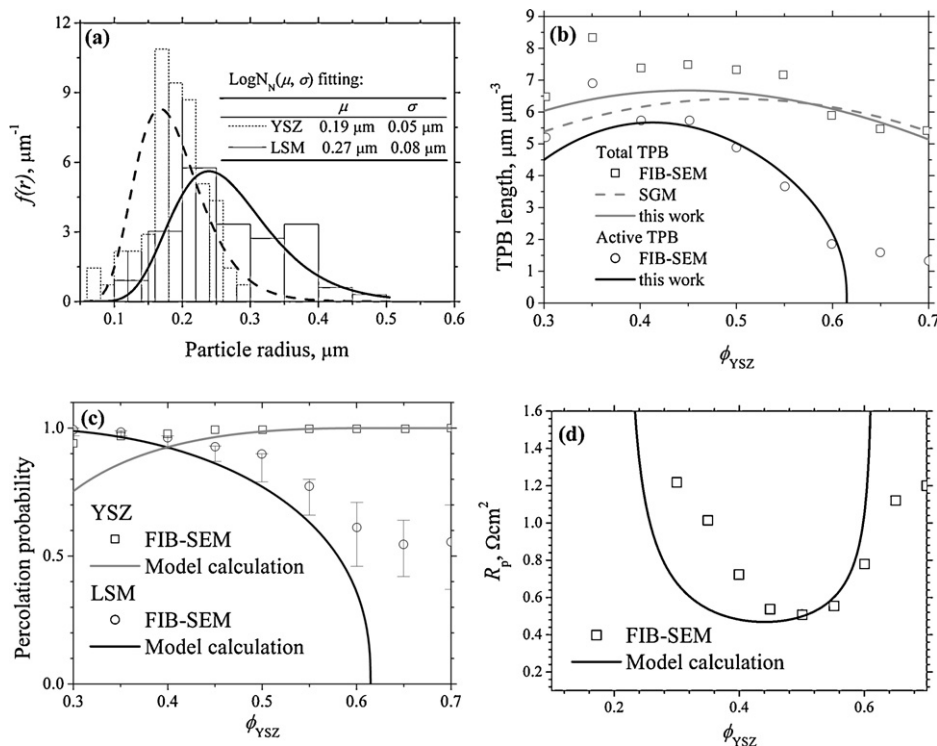 (a)
12
9
6
3
0
f(r), μm⁻¹
LogN_N(μ, σ) fitting:
μ σ
YSZ 0.19 μm 0.05 μm
LSM 0.27 μm 0.08 μm
0.1 0.2 0.3 0.4 0.5 0.6
Particle radius, μm
(b)
9
8
7
6
5
4
3
2
1
0
TPB length, μm μm⁻³
Total TPB
FIB-SEM
SGM
this work
Active TPB
FIB-SEM
this work
0.3 0.4 0.5 0.6 0.7
ϕ_YSZ
(c)
1.0
0.5
0.0
Percolation probability
YSZ
FIB-SEM
Model calculation
LSM
FIB-SEM
Model calculation
0.3 0.4 0.5 0.6 0.7
ϕ_YSZ
(d)
1.6
1.4
1.2
1.0
0.8
0.6
0.4
0.2
R_p, Ωcm²
FIB-SEM
Model calculation
0.2 0.4 0.6
ϕ_YSZ